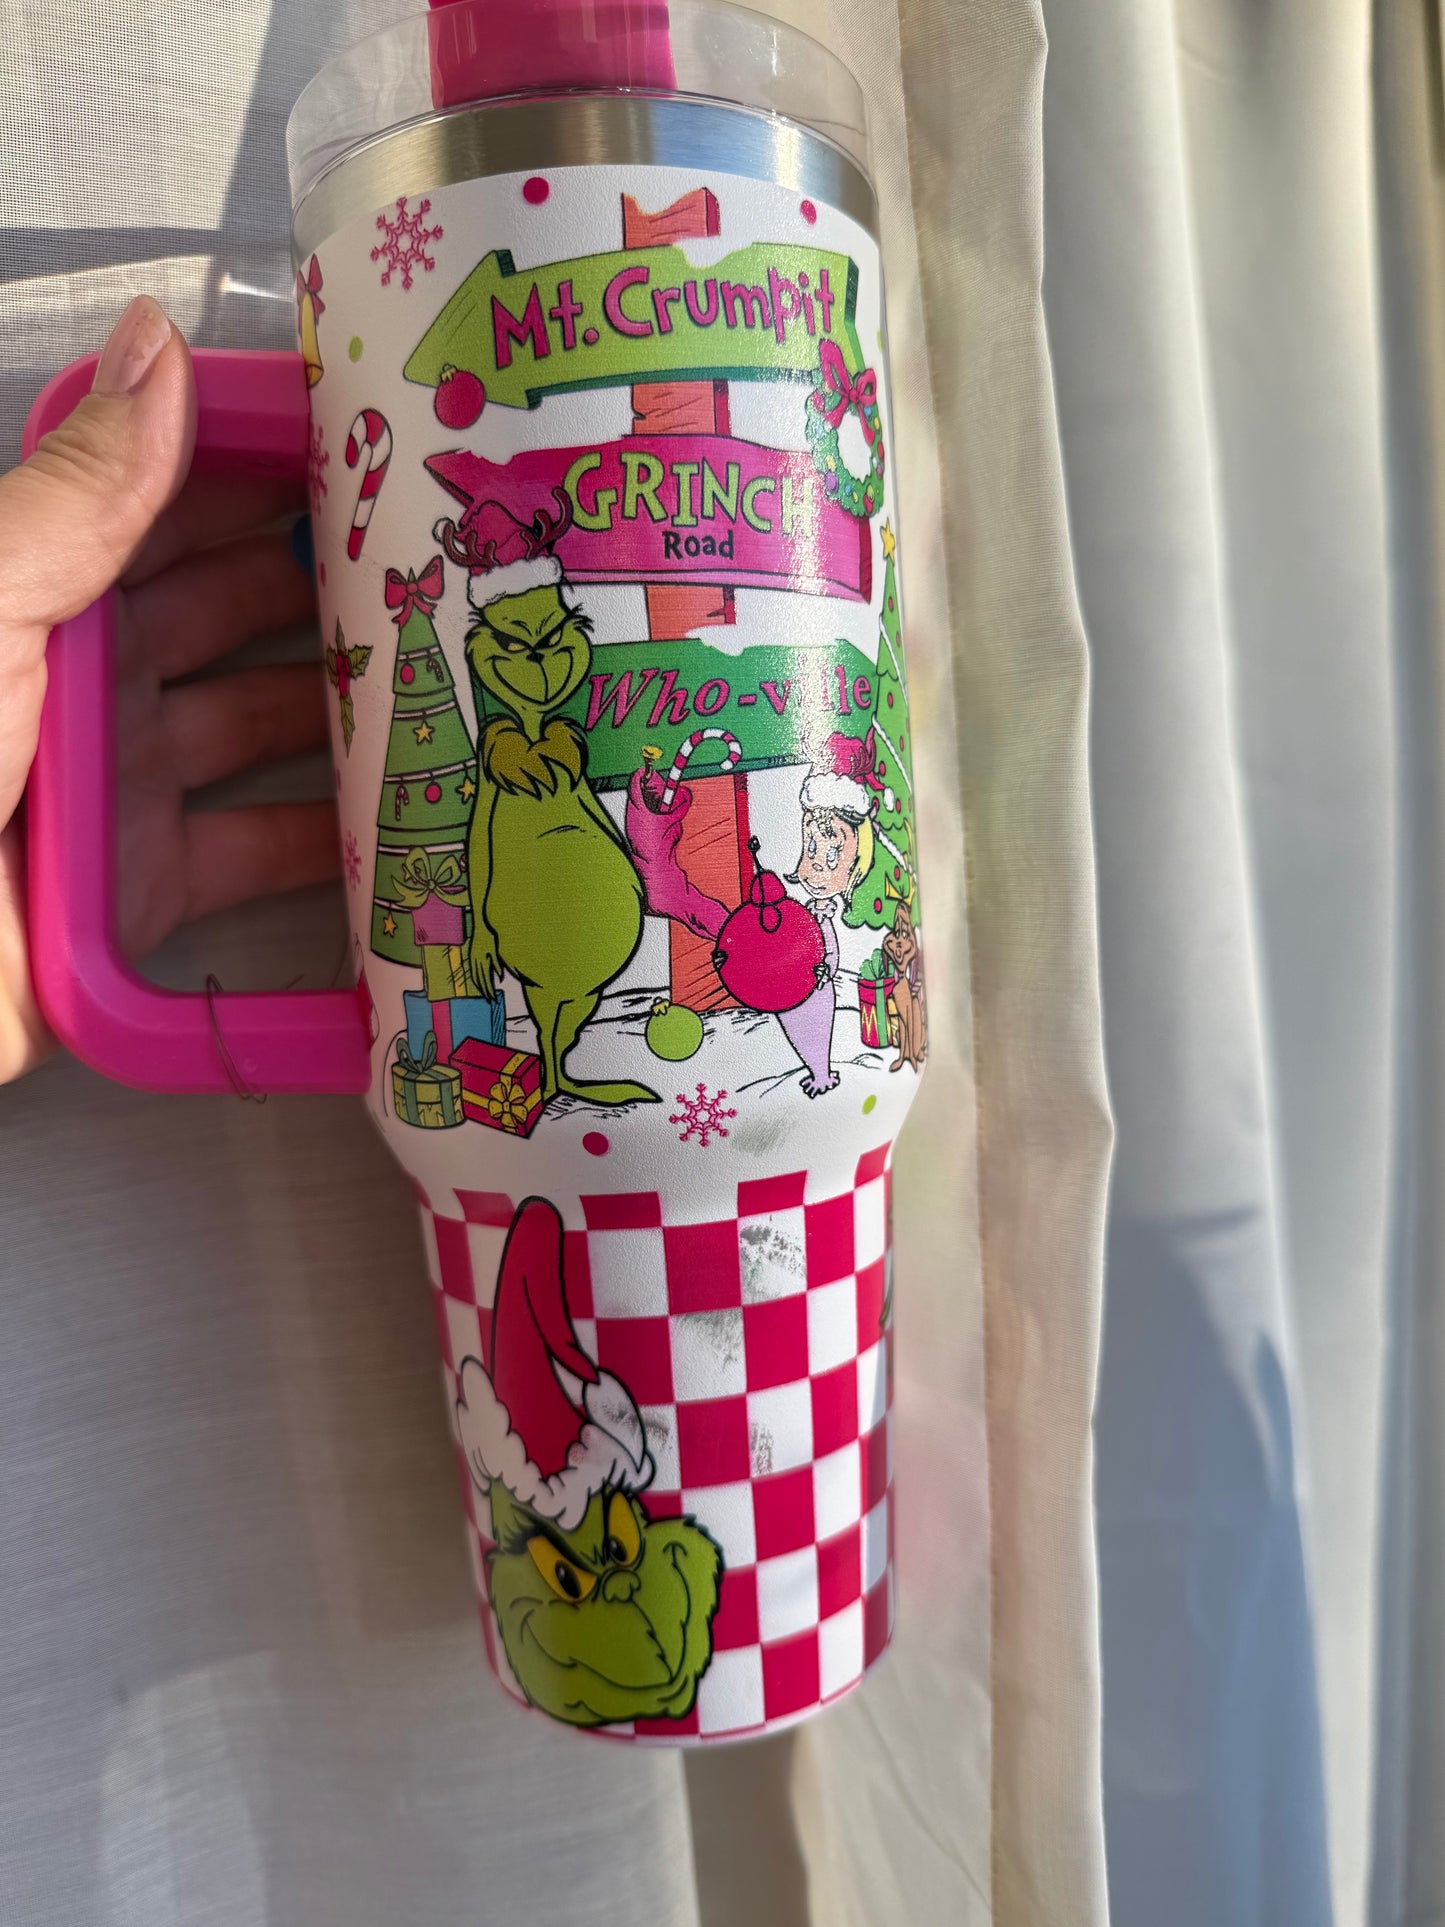 Mt. Crumpit
GRINCH
Road
Who-ville